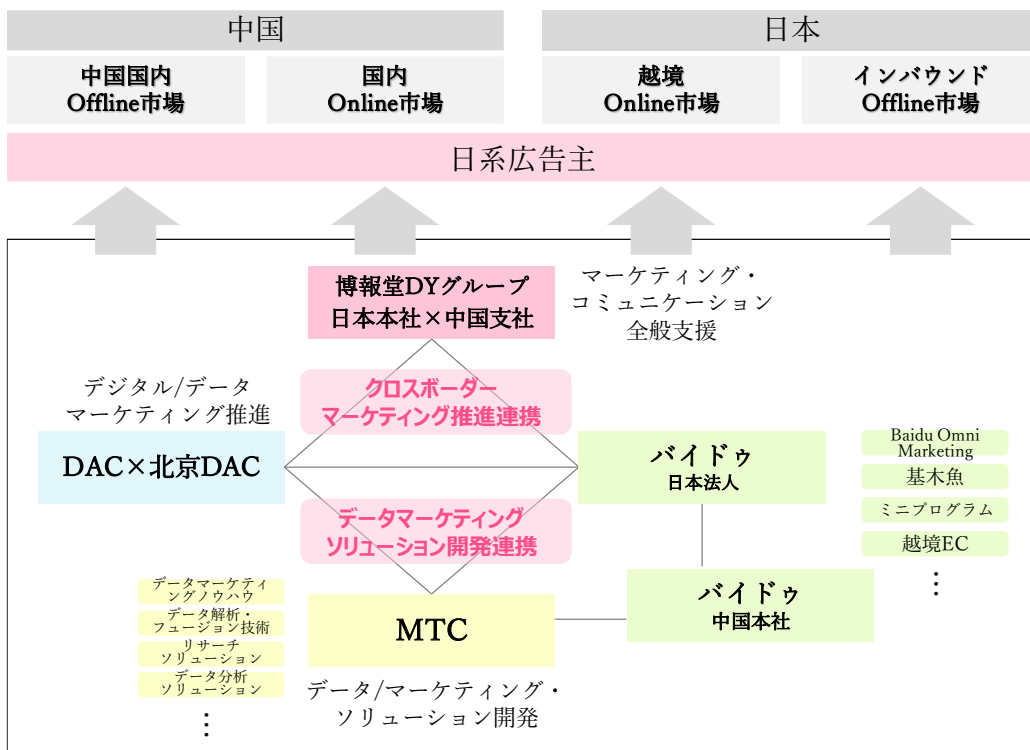 中国
日本
中国国内
Offline市場
国内
Online市場
越境
Online市場
インバウンド
Offline市場
日系広告主
博報堂DYグループ
日本本社×中国支社
マーケティング・
コミュニケーション
全般支援
クロスボーダー
マーケティング推進連携
デジタル/データ
マーケティング推進
DAC×北京DAC
バイドゥ
日本法人
Baidu Omni
Marketing
基木魚
ミニプログラム
越境EC
⋮
データマーケティング
ソリューション開発連携
バイドゥ
中国本社
データマーケティ
ングノウハウ
データ解析・
フュージョン技術
リサーチ
ソリューション
データ分析
ソリューション
⋮
MTC
データ/マーケティング・
ソリューション開発